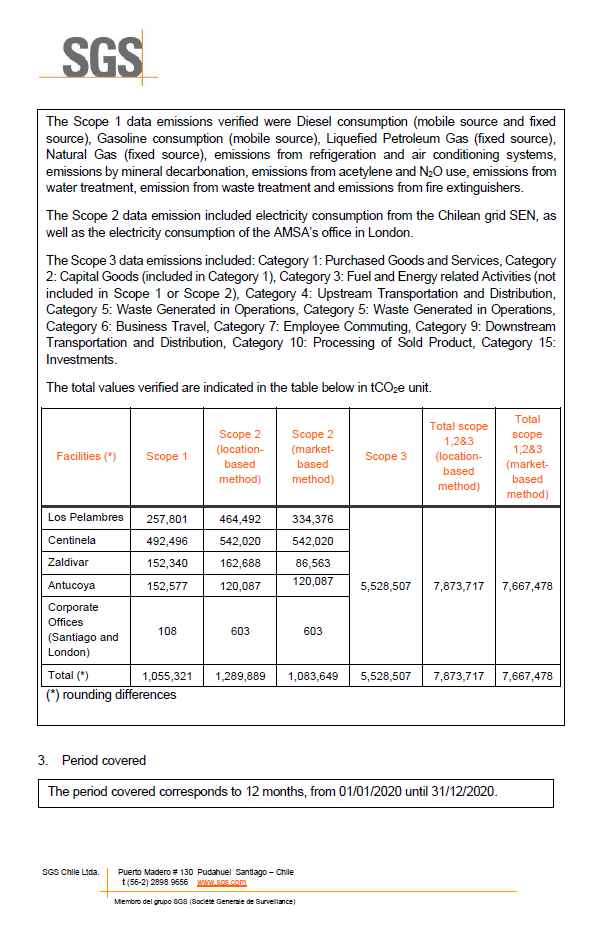 SGS
The Scope 1 data emissions verified were Diesel consumption (mobile source and fixed
source), Gasoline consumption (mobile source), Liquefied Petroleum Gas (fixed source),
Natural Gas (fixed source), emissions from refrigeration and air conditioning systems,
emissions by mineral decarbonation, emissions from acetylene and N₂O use, emissions from
water treatment, emission from waste treatment and emissions from fire extinguishers.
The Scope 2 data emission included electricity consumption from the Chilean grid SEN, as
well as the electricity consumption of the AMSA's office in London.
The Scope 3 data emissions included: Category 1: Purchased Goods and Services, Category
2: Capital Goods (included in Category 1), Category 3: Fuel and Energy related Activities (not
included in Scope 1 or Scope 2), Category 4: Upstream Transportation and Distribution,
Category 5: Waste Generated in Operations, Category 5: Waste Generated in Operations,
Category 6: Business Travel, Category 7: Employee Commuting, Category 9: Downstream
Transportation and Distribution, Category 10: Processing of Sold Product, Category 15:
Investments.
The total values verified are indicated in the table below in tCO₂e unit.
Facilities (*)
Scope 1
Scope 2
(location-
based
method)
Scope 2
(market-
based
method)
Scope 3
Total scope
1,2&3
(location-
based
method)
Total
scope
1,2&3
(market-
based
method)
Los Pelambres 257,801 464,492 334,376
Centinela 492,496 542,020 542,020
Zaldivar 152,340 162,688 86,563
Antucoya 152,577 120,087 120,087 5,528,507 7,873,717 7,667,478
Corporate
Offices
(Santiago and
London)
108 603 603
Total (*) 1,055,321 1,289,889 1,083,649 5,528,507 7,873,717 7,667,478
(*) rounding differences
3. Period covered
The period covered corresponds to 12 months, from 01/01/2020 until 31/12/2020.
SGS Chile Ltda. Puerto Madero # 130 Pudahuel Santiago – Chile
t (56-2) 2898 9656 www.sgs.com
Miembro del grupo SGS (Société Generale de Surveillance)